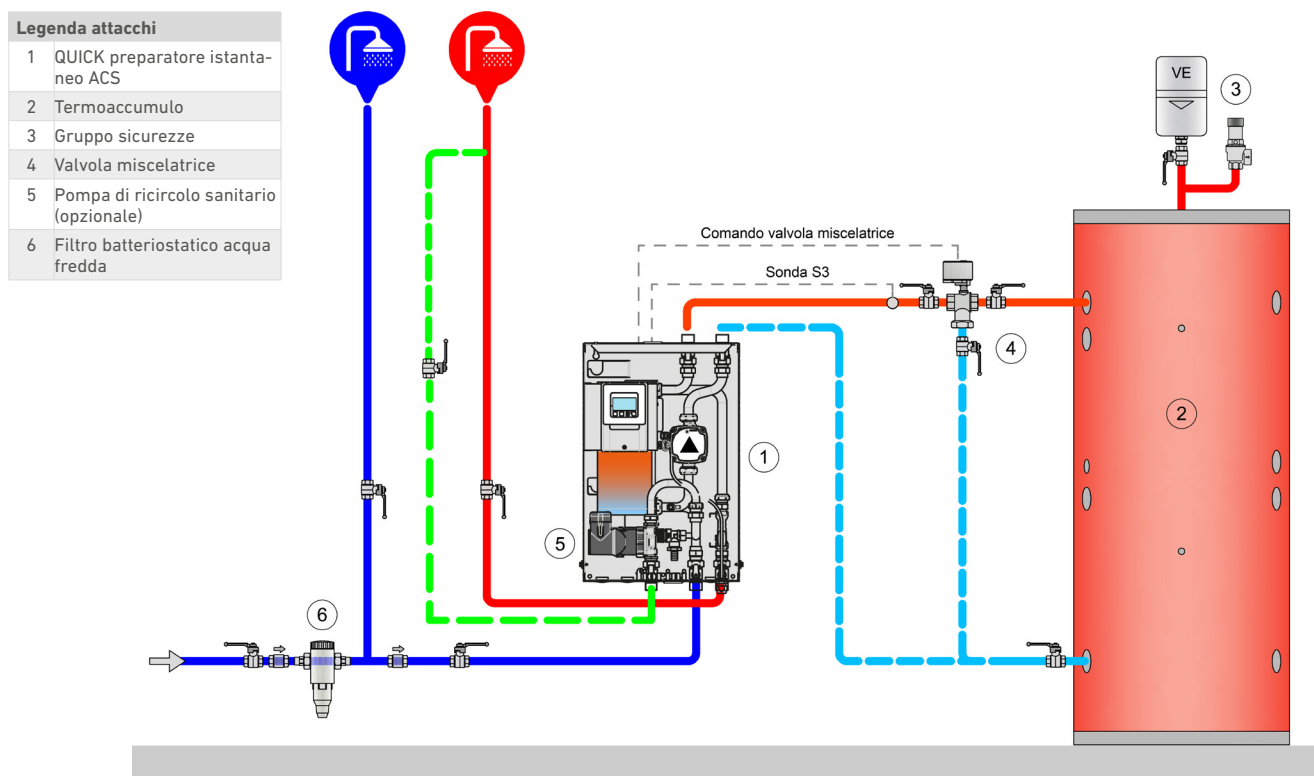 Legenda attacchi
1 QUICK preparatore istanta-
neo ACS
2 Termoaccumulo
3 Gruppo sicurezze
4 Valvola miscelatrice
5 Pompa di ricircolo sanitario
(opzionale)
6 Filtro batteriostatico acqua
fredda
VE
3
Comando valvola miscelatrice
Sonda S3
4
2
1
5
6